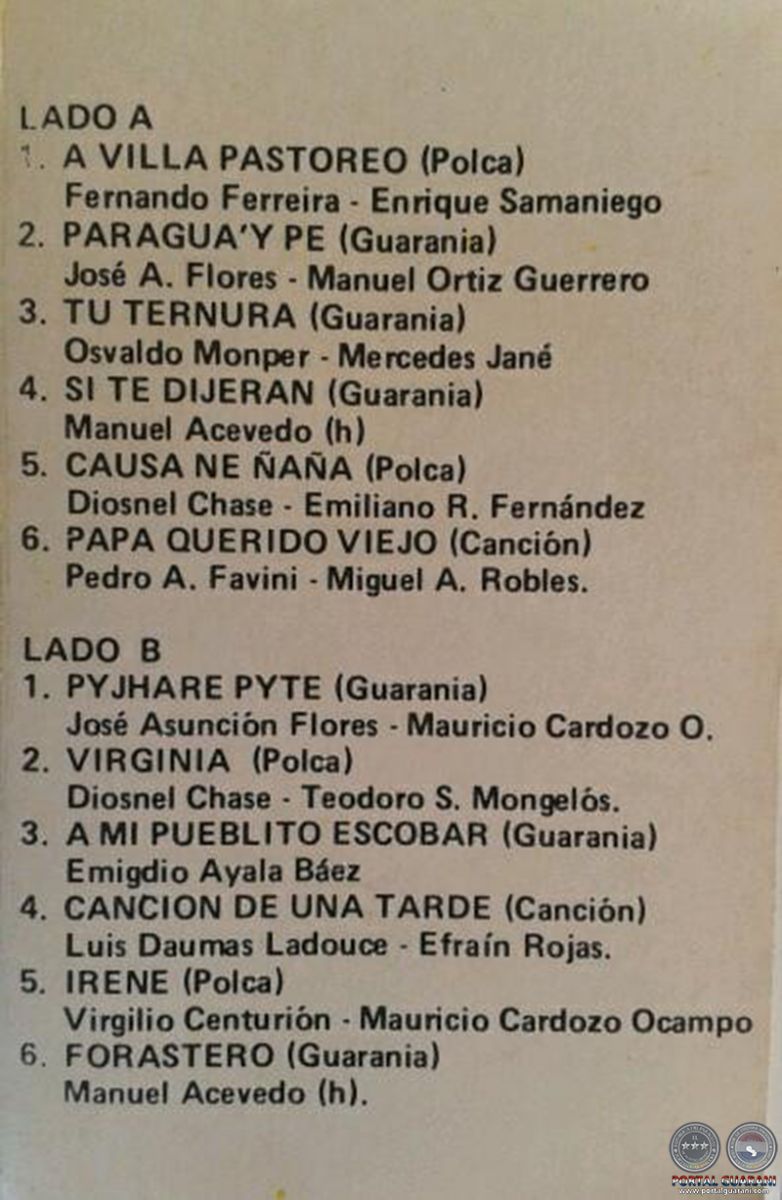 LADO A
1. A VILLA PASTOREO (Polca)
Fernando Ferreira - Enrique Samaniego
2. PARAGUA'Y PE (Guarania)
José A. Flores - Manuel Ortiz Guerrero
3. TU TERNURA (Guarania)
Osvaldo Monper - Mercedes Jané
4. SI TE DIJERAN (Guarania)
Manuel Acevedo (h)
5. CAUSA NE ÑAÑA (Polca)
Diosnel Chase - Emiliano R. Fernández
6. PAPA QUERIDO VIEJO (Canción)
Pedro A. Favini - Miguel A. Robles.
LADO B
1. PYJHARE PYTE (Guarania)
José Asunción Flores - Mauricio Cardozo O.
2. VIRGINIA (Polca)
Diosnel Chase - Teodoro S. Mongelós.
3. A MI PUEBLITO ESCOBAR (Guarania)
Emigdio Ayala Báez
4. CANCION DE UNA TARDE (Canción)
Luis Daumas Ladouce - Efraín Rojas.
5. IRENE (Polca)
Virgilio Centurión - Mauricio Cardozo Ocampo
6. FORASTERO (Guarania)
Manuel Acevedo (h).
PORTAL GUARANI
www.portalguarani.com